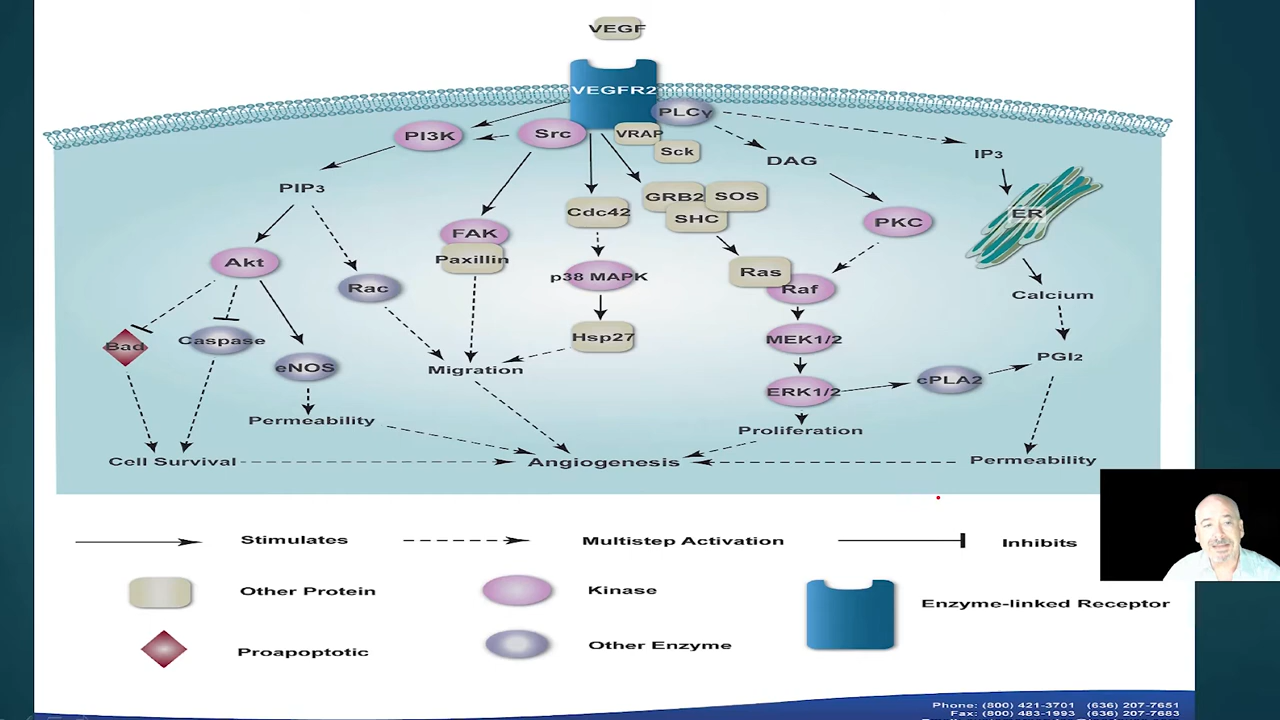 VEGF
VEGFR2
PLCγ
PI3K
Src
VRAP
Sck
DAG
IP3
PIP3
GRB2
SOS
SHC
Cdc42
PKC
ER
FAK
Paxillin
Akt
Rac
p38 MAPK
Ras
Raf
Calcium
Bad
Caspase
eNOS
Hsp27
MEK1/2
PGI2
Migration
cPLA2
ERK1/2
Permeability
Proliferation
Cell Survival
Angiogenesis
Permeability
Stimulates
Multistep Activation
Inhibits
Other Protein
Kinase
Enzyme-linked Receptor
Proapoptotic
Other Enzyme
Phone: (800) 421-3701 (636) 207-7651
Fax: (800) 483-1993 (636) 207-7683